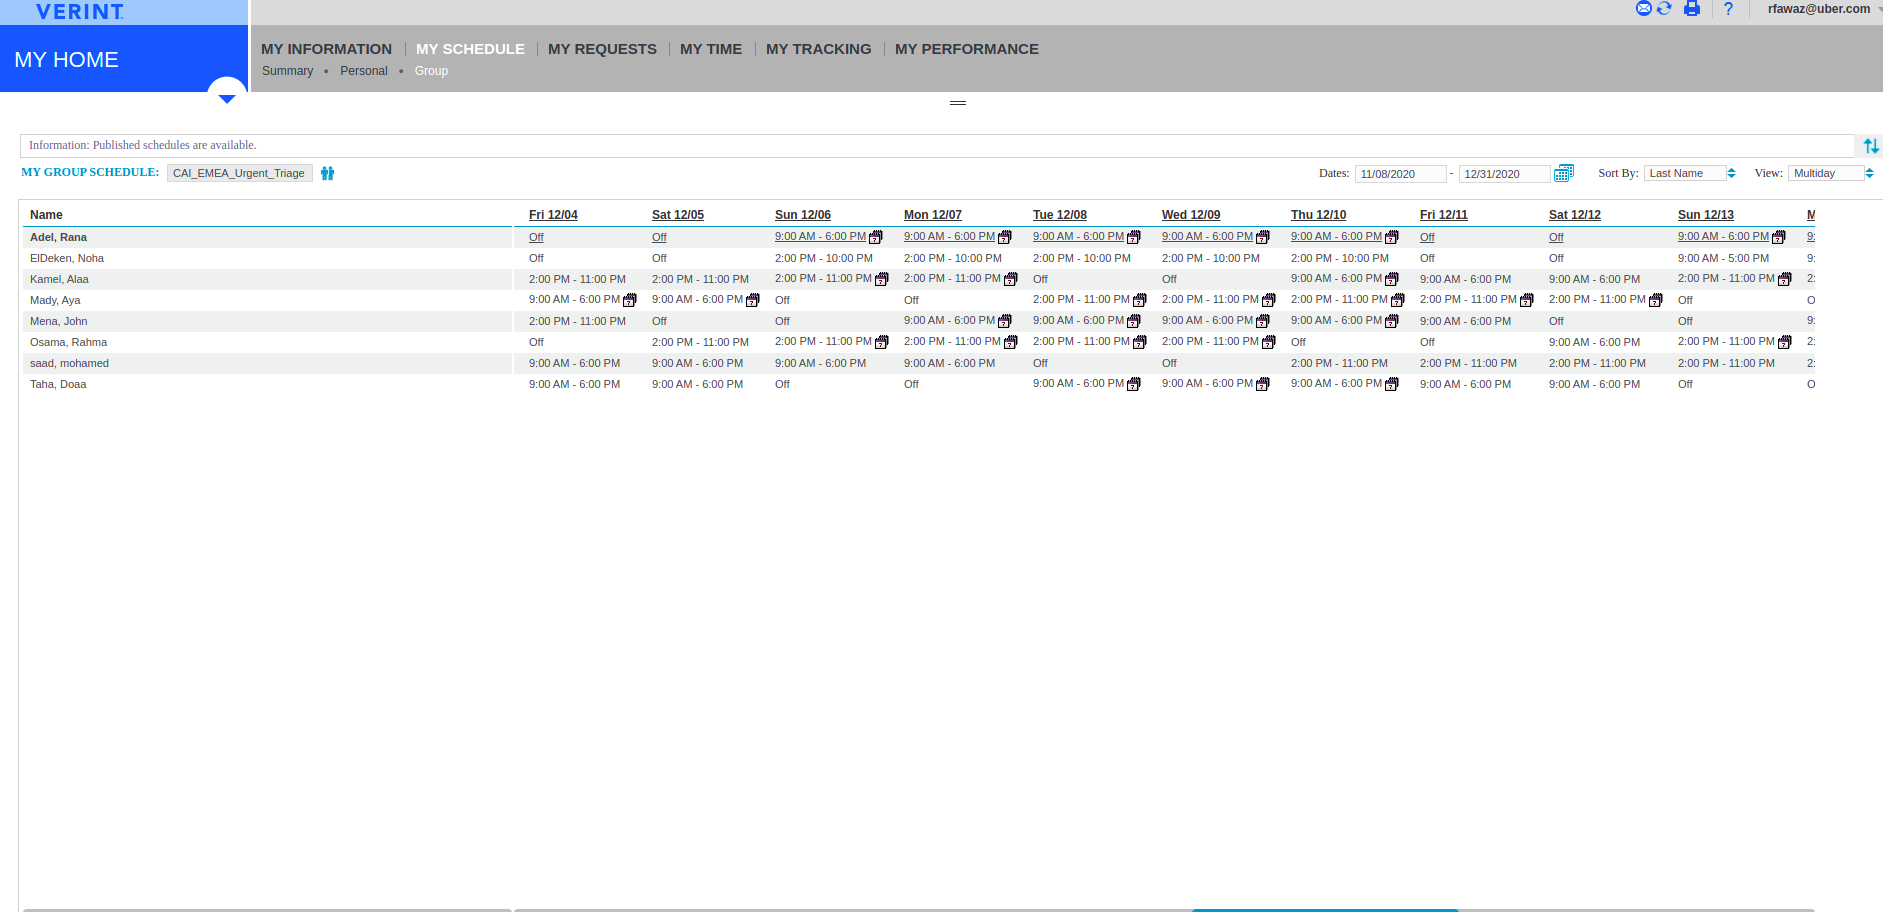 VERINT
? rfawaz@uber.com
MY HOME
MY INFORMATION MY SCHEDULE MY REQUESTS MY TIME MY TRACKING MY PERFORMANCE
Summary • Personal • Group
Information: Published schedules are available.
MY GROUP SCHEDULE: CAI_EMEA_Urgent_Triage Dates: 11/08/2020 - 12/31/2020 Sort By: Last Name View: Multiday
Name Fri 12/04 Sat 12/05 Sun 12/06 Mon 12/07 Tue 12/08 Wed 12/09 Thu 12/10 Fri 12/11 Sat 12/12 Sun 12/13 M
Adel, Rana Off Off 9:00 AM - 6:00 PM 9:00 AM - 6:00 PM 9:00 AM - 6:00 PM 9:00 AM - 6:00 PM 9:00 AM - 6:00 PM Off Off 9:00 AM - 6:00 PM 9:
ElDeken, Noha Off Off 2:00 PM - 10:00 PM 2:00 PM - 10:00 PM 2:00 PM - 10:00 PM 2:00 PM - 10:00 PM 2:00 PM - 10:00 PM Off Off 9:00 AM - 5:00 PM 9:
Kamel, Alaa 2:00 PM - 11:00 PM 2:00 PM - 11:00 PM 2:00 PM - 11:00 PM 2:00 PM - 11:00 PM Off Off 9:00 AM - 6:00 PM 9:00 AM - 6:00 PM 9:00 AM - 6:00 PM 2:00 PM - 11:00 PM 2:
Mady, Aya 9:00 AM - 6:00 PM 9:00 AM - 6:00 PM Off Off 2:00 PM - 11:00 PM 2:00 PM - 11:00 PM 2:00 PM - 11:00 PM 2:00 PM - 11:00 PM 2:00 PM - 11:00 PM Off O
Mena, John 2:00 PM - 11:00 PM Off Off 9:00 AM - 6:00 PM 9:00 AM - 6:00 PM 9:00 AM - 6:00 PM 9:00 AM - 6:00 PM 9:00 AM - 6:00 PM Off Off 9:
Osama, Rahma Off 2:00 PM - 11:00 PM 2:00 PM - 11:00 PM 2:00 PM - 11:00 PM 2:00 PM - 11:00 PM 2:00 PM - 11:00 PM Off Off 9:00 AM - 6:00 PM 2:00 PM - 11:00 PM 2:
saad, mohamed 9:00 AM - 6:00 PM 9:00 AM - 6:00 PM 9:00 AM - 6:00 PM 9:00 AM - 6:00 PM Off Off 2:00 PM - 11:00 PM 2:00 PM - 11:00 PM 2:00 PM - 11:00 PM 2:00 PM - 11:00 PM 2:
Taha, Doaa 9:00 AM - 6:00 PM 9:00 AM - 6:00 PM Off Off 9:00 AM - 6:00 PM 9:00 AM - 6:00 PM 9:00 AM - 6:00 PM 9:00 AM - 6:00 PM 9:00 AM - 6:00 PM Off O